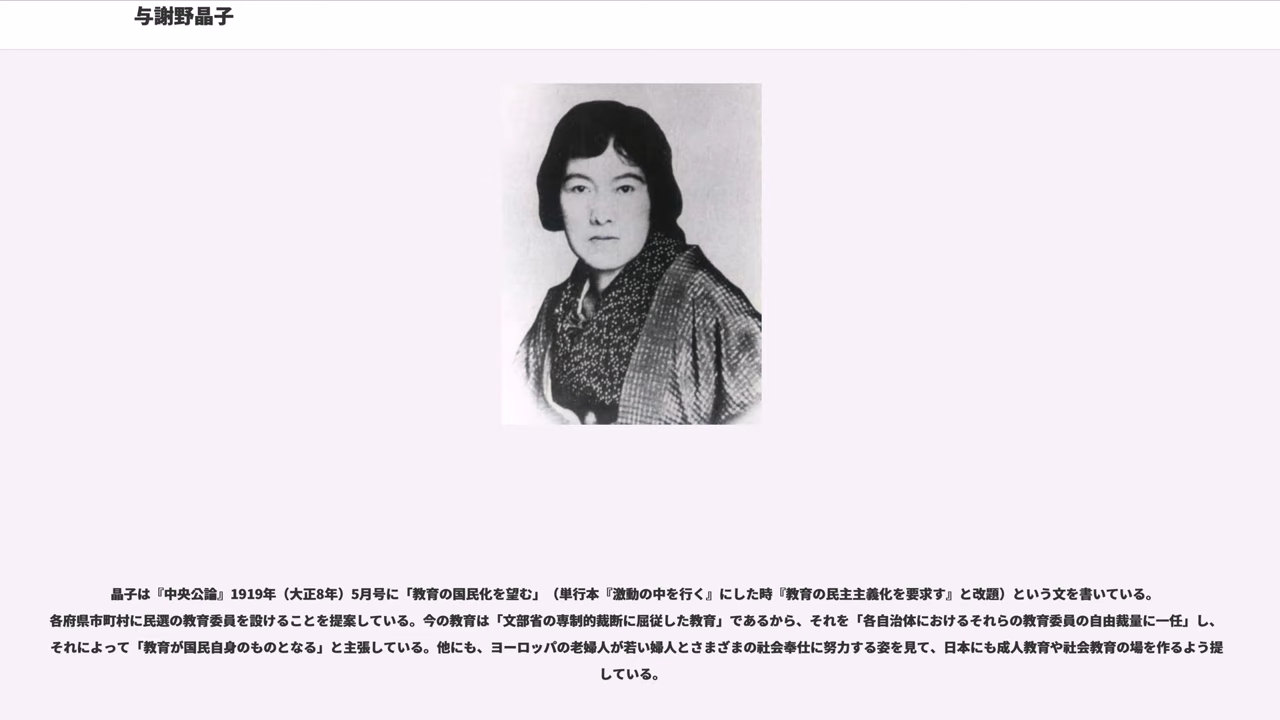 与謝野晶子
晶子は『中央公論』1919年（大正8年）5月号に「教育の国民化を望む」（単行本『激動の中を行く』にした時『教育の民主主義化を要求す』と改題）という文を書いている。
各府県市町村に民選の教育委員を設けることを提案している。今の教育は「文部省の専制的裁断に屈従した教育」であるから、それを「各自治体におけるそれらの教育委員の自由裁量に一任」し、
それによって「教育が国民自身のものとなる」と主張している。他にも、ヨーロッパの老婦人が若い婦人とさまざまの社会奉仕に努力する姿を見て、日本にも成人教育や社会教育の場を作るよう提
している。